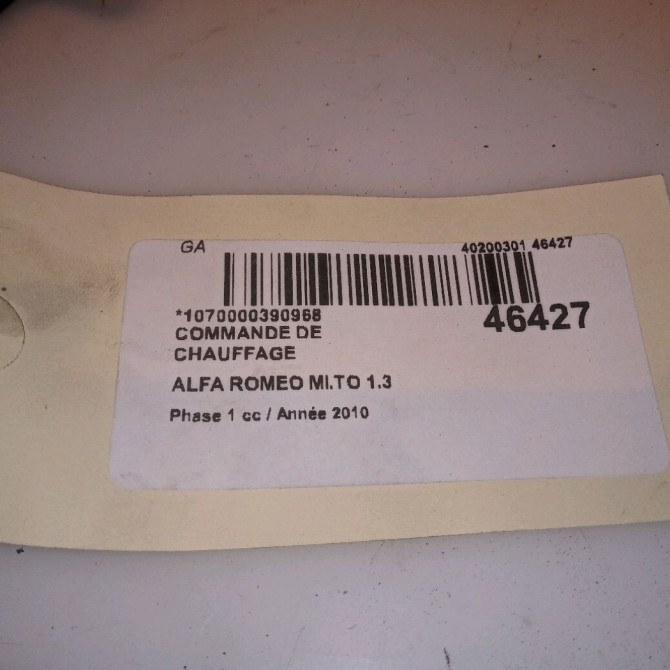 GA
40200301 46427
*1070000390968
46427
COMMANDE DE
CHAUFFAGE
ALFA ROMEO MI.TO 1.3
Phase 1 cc / Année 2010